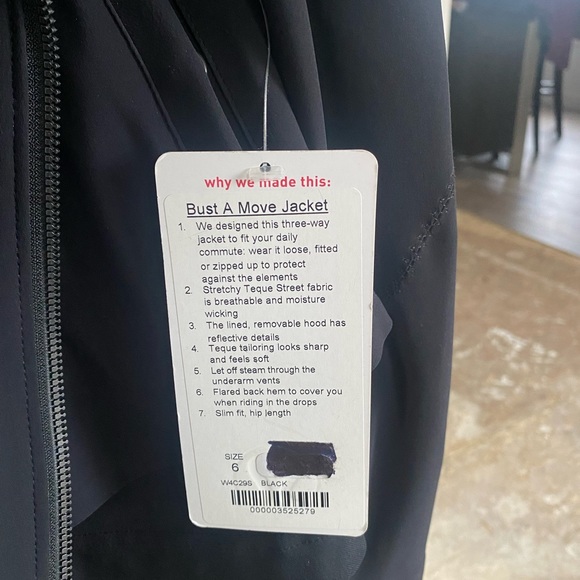 why we made this:
Bust A Move Jacket
1. We designed this three-way
jacket to fit your daily
commute: wear it loose, fitted
or zipped up to protect
against the elements
2. Stretchy Teque Street fabric
is breathable and moisture
wicking
3. The lined, removable hood has
reflective details
4. Teque tailoring looks sharp
and feels soft
5. Let off steam through the
underarm vents
6. Flared back hem to cover you
when riding in the drops
7. Slim fit, hip length
SIZE
6
W4C29S BLACK
000003525279